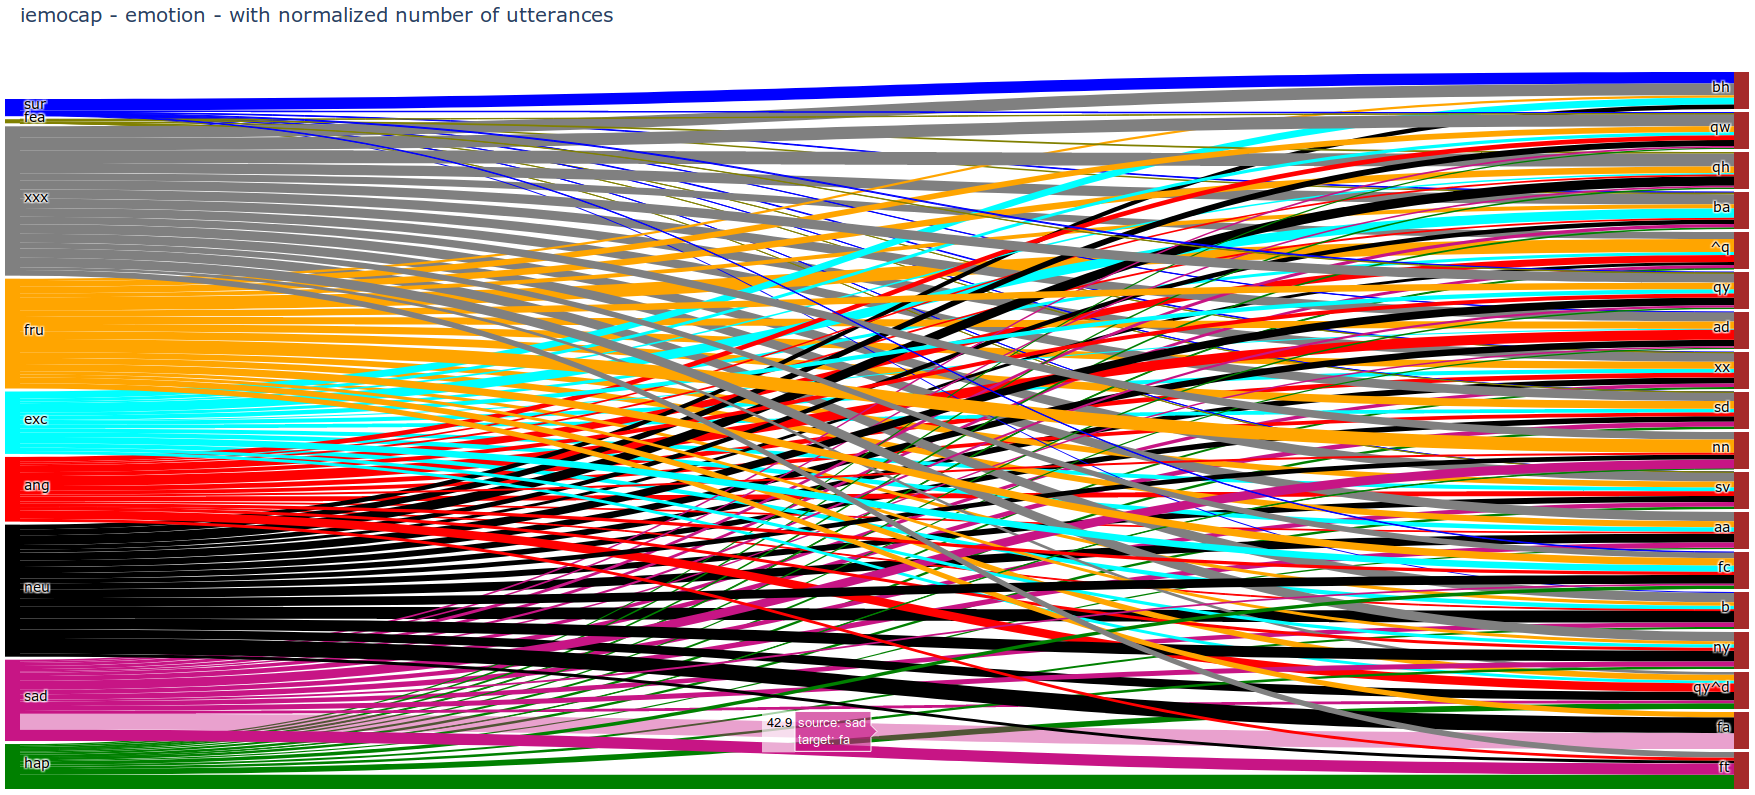 iemocap - emotion - with normalized number of utterances
sur
fea
xxx
fru
exc
ang
neu
sad
hap
42.9 source: sad
target: fa
bh
qw
qh
ba
^q
qy
ad
xx
sd
nn
sv
aa
fc
b
ny
qy^d
fa
ft